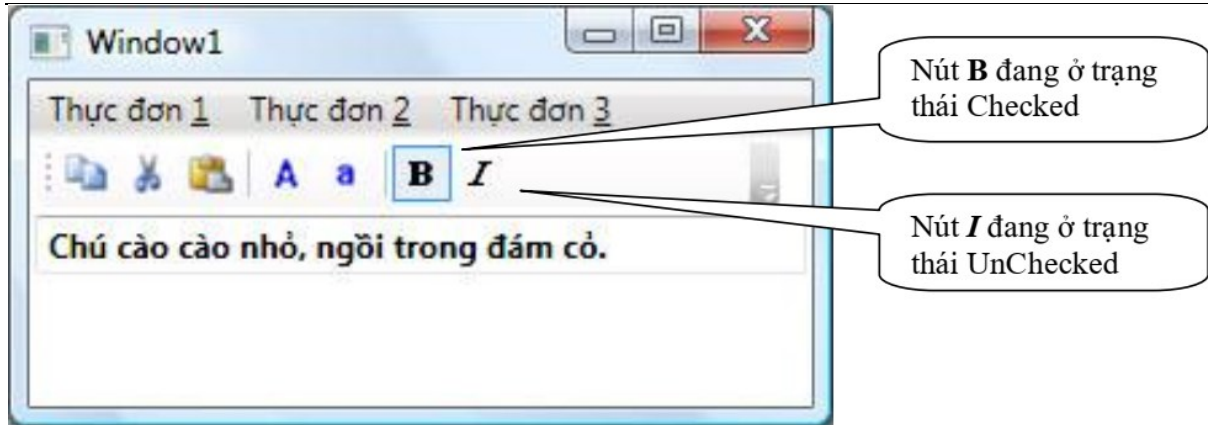 Window1
Thực đơn 1 Thực đơn 2 Thực đơn 3
A a B I
Chú cào cào nhỏ, ngồi trong đám cỏ.
Nút B đang ở trạng
thái Checked
Nút I đang ở trạng
thái UnChecked